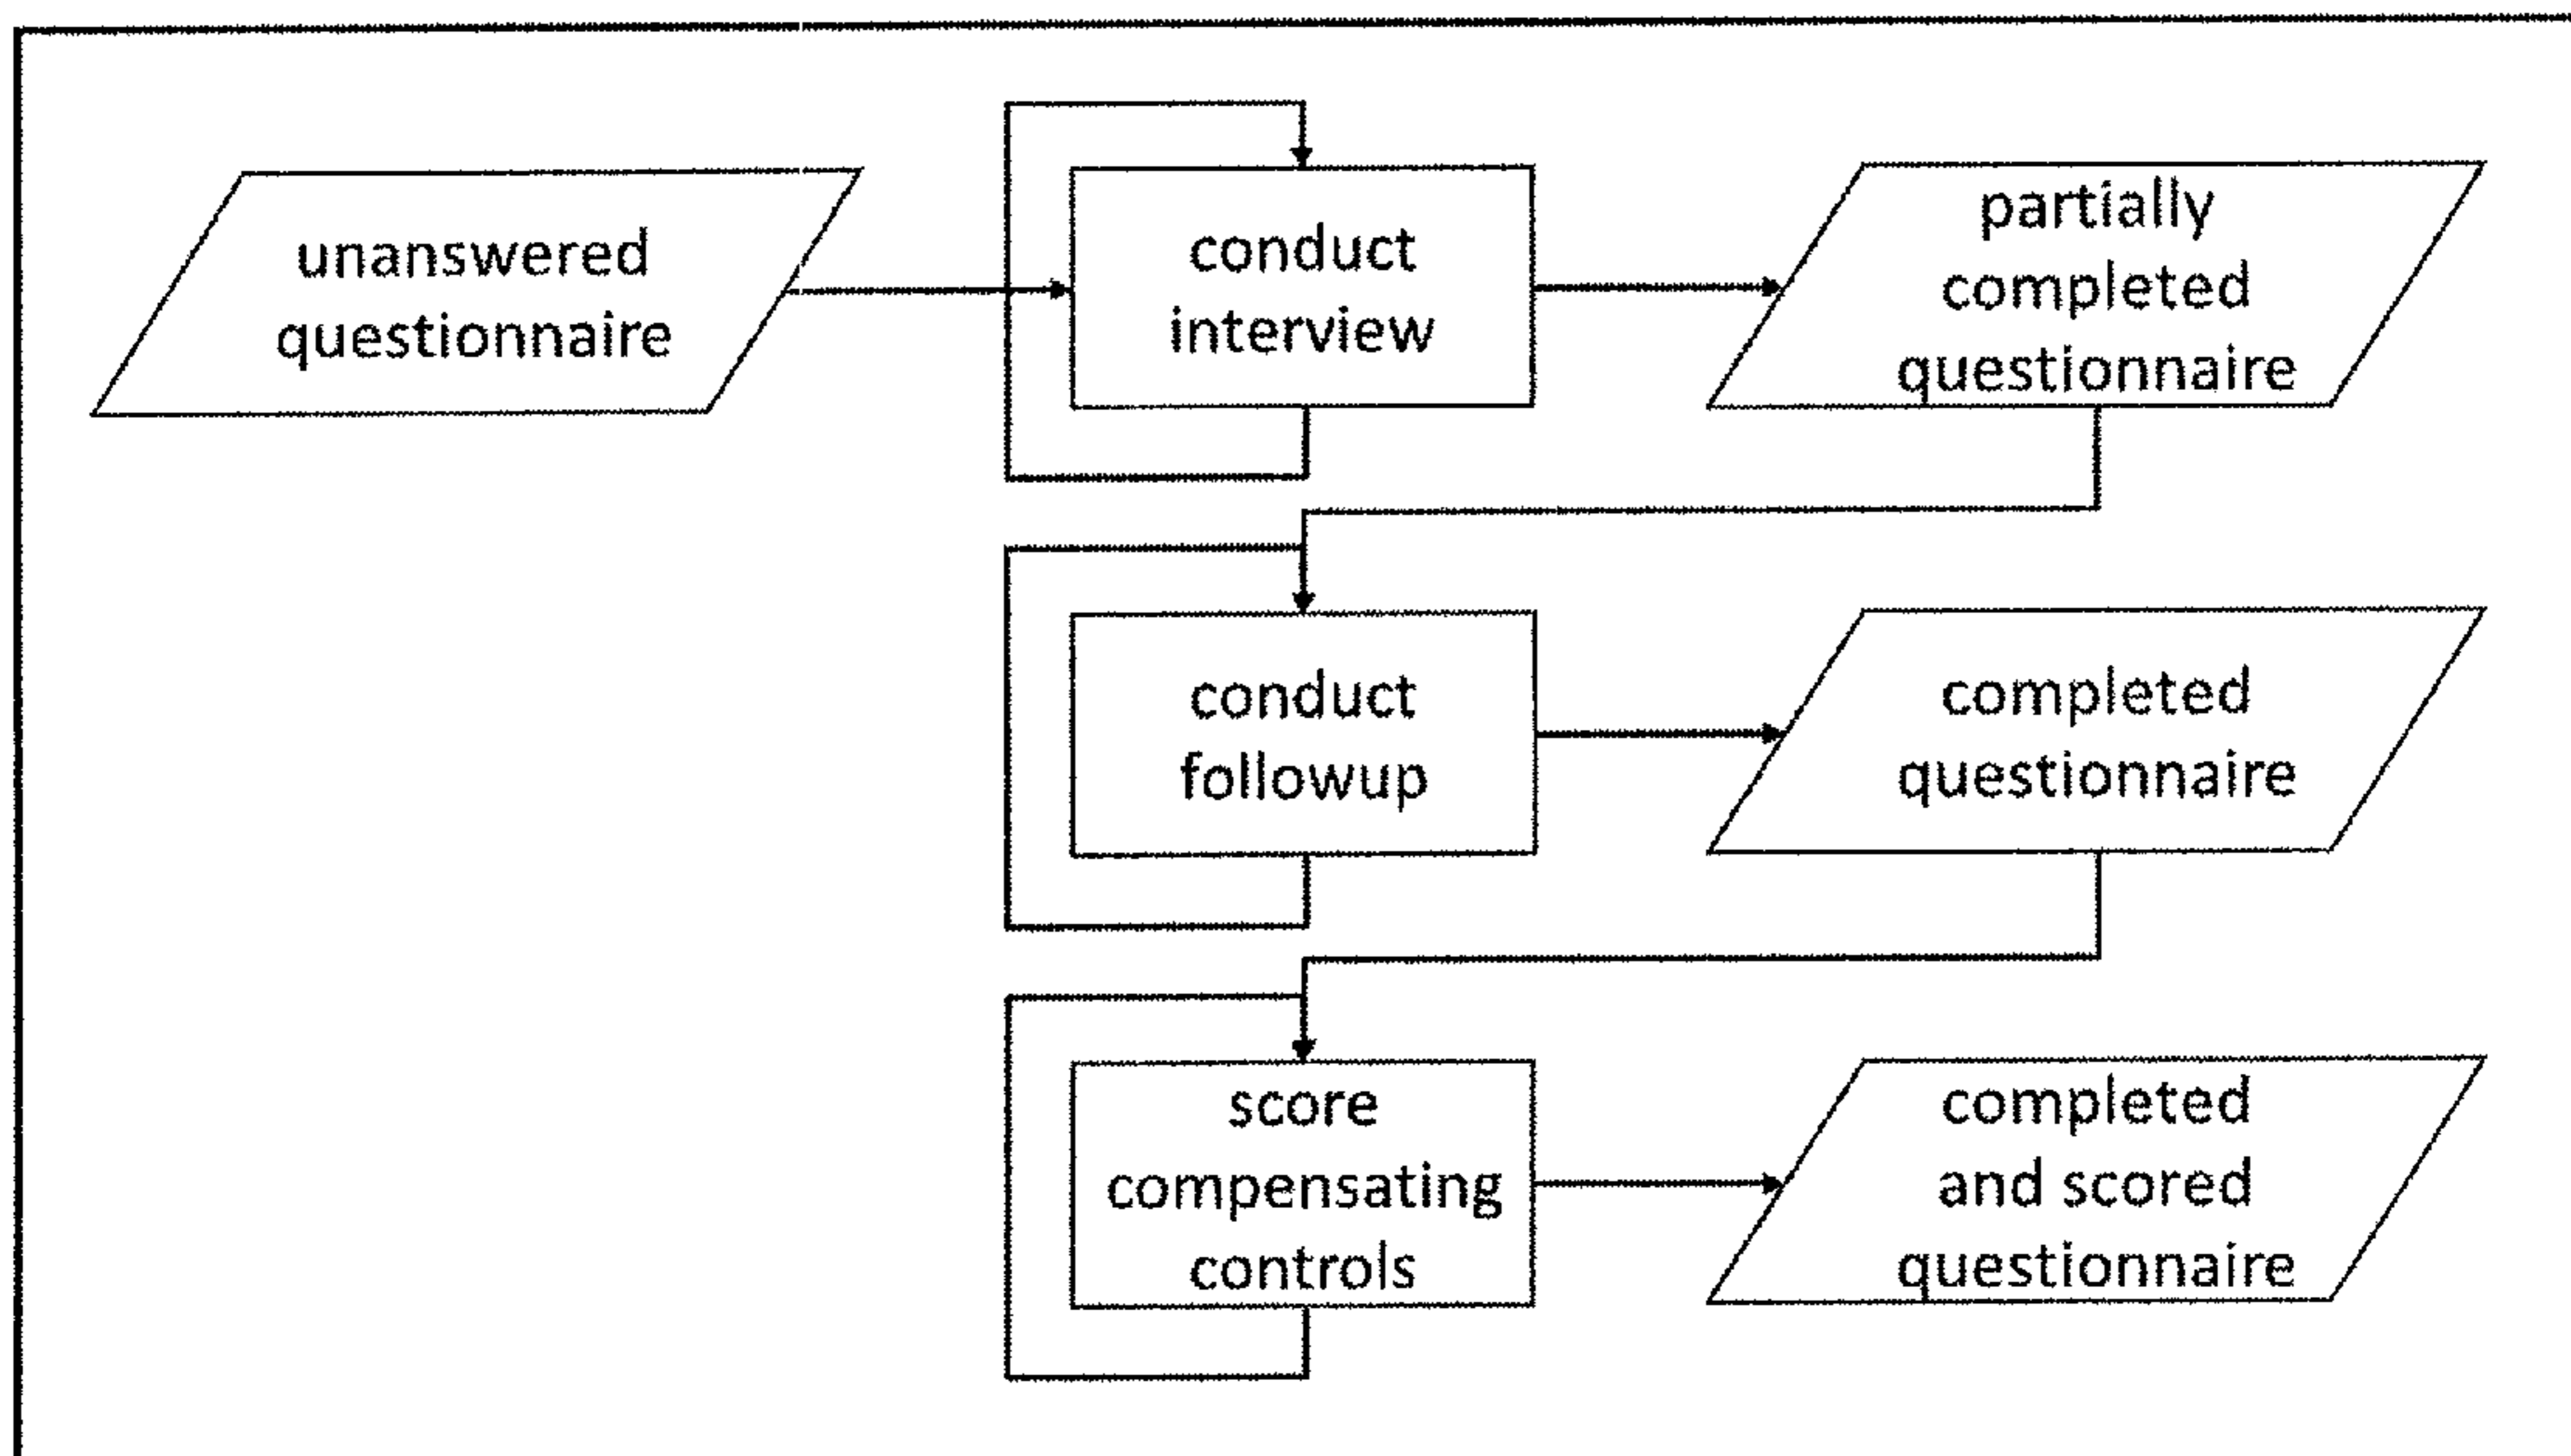 unanswered
questionnaire
conduct
interview
partially
completed
questionnaire
conduct
followup
completed
questionnaire
score
compensating
controls
completed
and scored
questionnaire